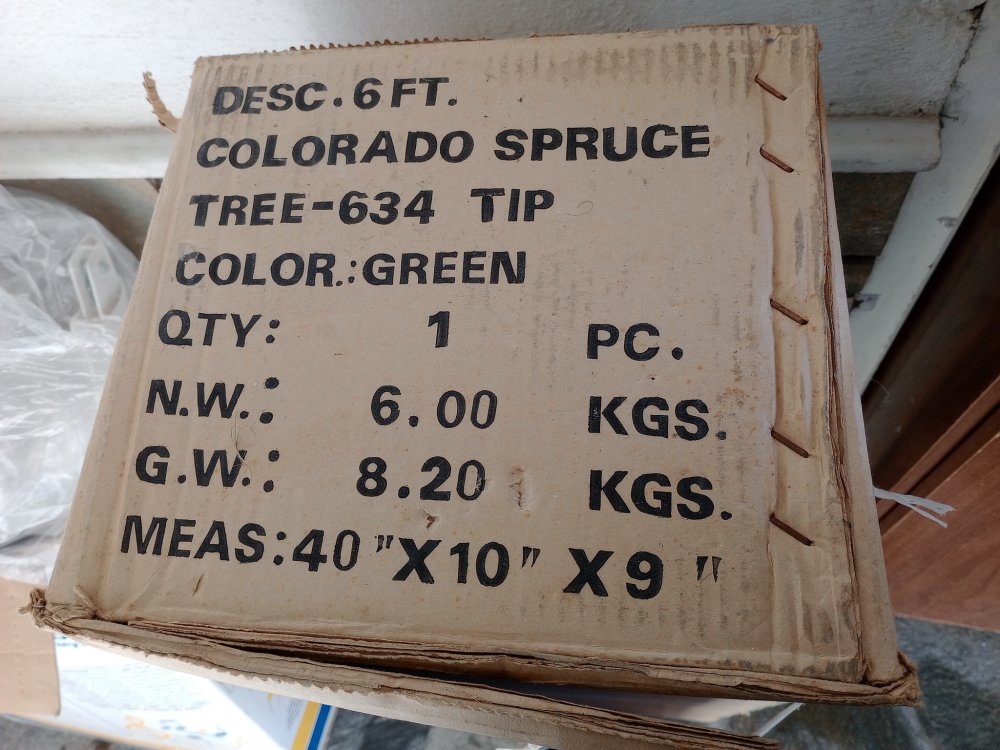 DESC.6FT.
COLORADO SPRUCE
TREE-634 TIP
COLOR.:GREEN
QTY: 1 PC.
N.W.: 6.00 KGS.
G.W.: 8.20 KGS.
MEAS:40"X10"X9"